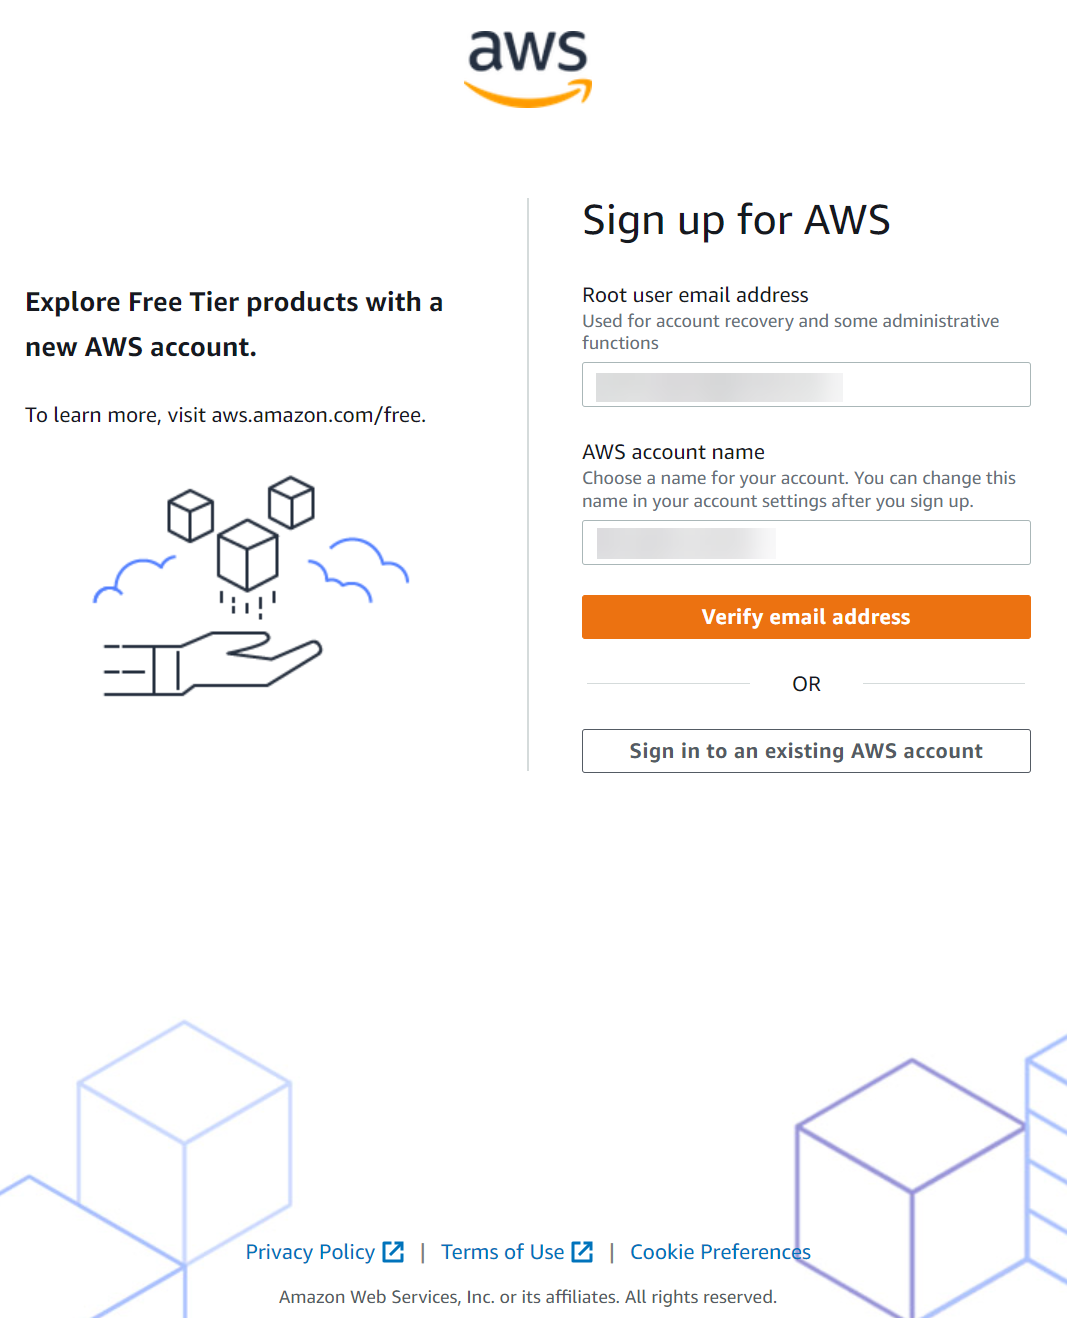 aws
Explore Free Tier products with a
new AWS account.
To learn more, visit aws.amazon.com/free.
Sign up for AWS
Root user email address
Used for account recovery and some administrative
functions
AWS account name
Choose a name for your account. You can change this
name in your account settings after you sign up.
Verify email address
OR
Sign in to an existing AWS account
Privacy Policy | Terms of Use | Cookie Preferences
Amazon Web Services, Inc. or its affiliates. All rights reserved.